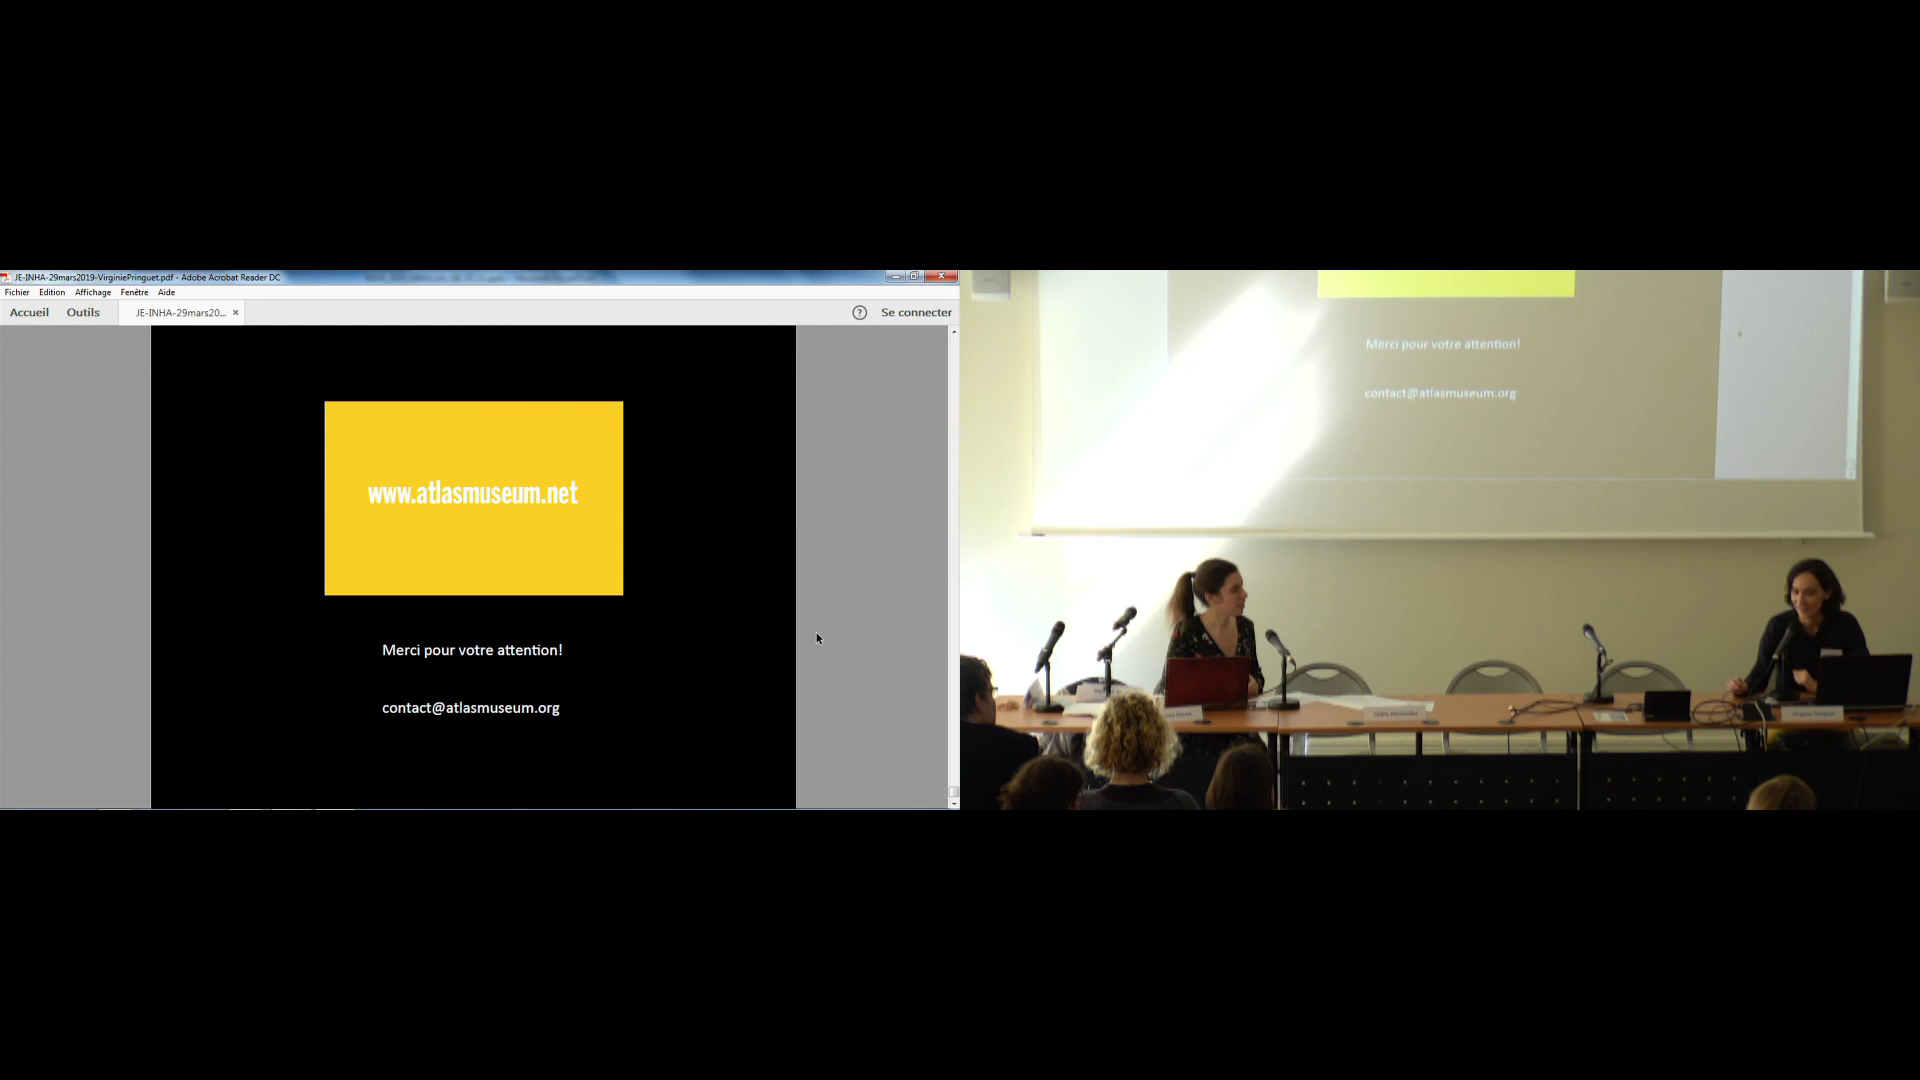 JE-INHA-29mars2019-VirginiePringuet.pdf - Adobe Acrobat Reader DC
Fichier Edition Affichage Fenêtre Aide
Accueil Outils JE-INHA-29mars20... × ? Se connecter
www.atlasmuseum.net
Merci pour votre attention!
contact@atlasmuseum.org
Merci pour votre attention!
contact@atlasmuseum.org
Virginie Pringuet